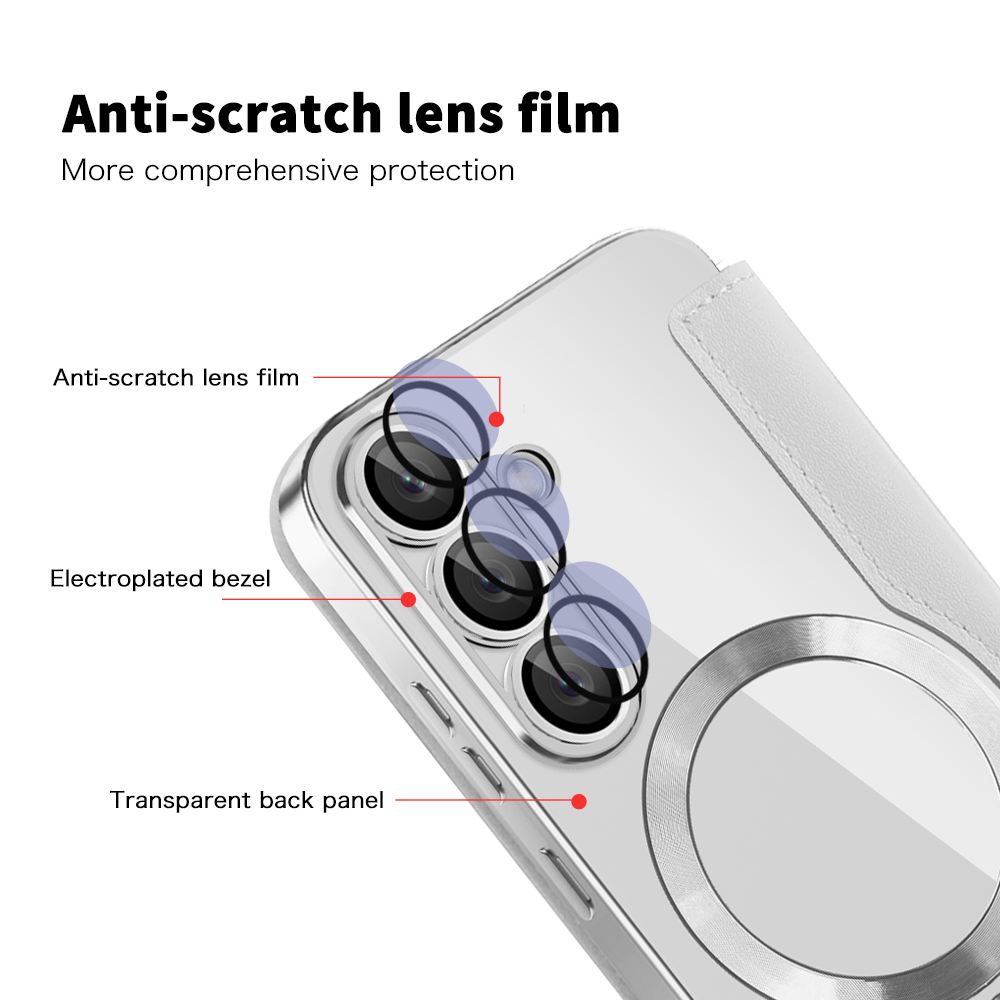 Anti-scratch lens film
More comprehensive protection
Anti-scratch lens film
Electroplated bezel
Transparent back panel